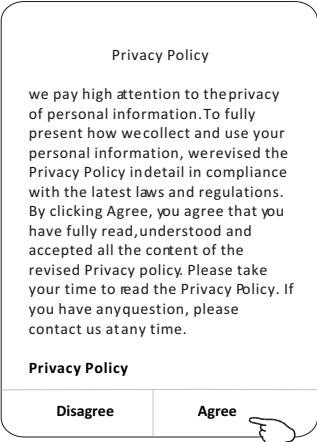 Privacy Policy
we pay high attention to theprivacy
of personal information.To fully
present how wecollect and use your
personal information, werevised the
Privacy Policy indetail in compliance
with the latest laws and regulations.
By clicking Agree, you agree that you
have fully read,understood and
accepted all the content of the
revised Privacy policy. Please take
your time to read the Privacy Policy. If
you have anyquestion, please
contact us atany time.
Privacy Policy
Disagree Agree